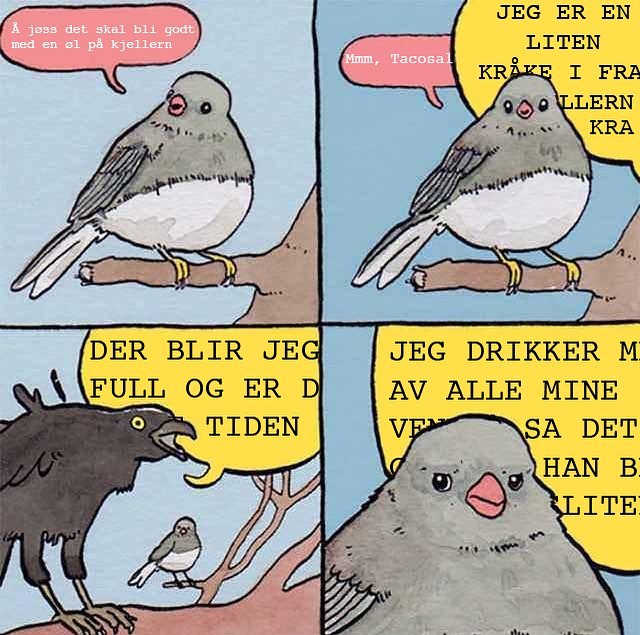 Å jøss det skal bli godt
med en øl på kjellern
Mmm, Tacosal
JEG ER EN
LITEN
KRÅKE I FRA
LLERN
KRA
DER BLIR JEG
FULL OG ER D
TIDEN
JEG DRIKKER M
AV ALLE MINE
SA DET
HAN B
LITE